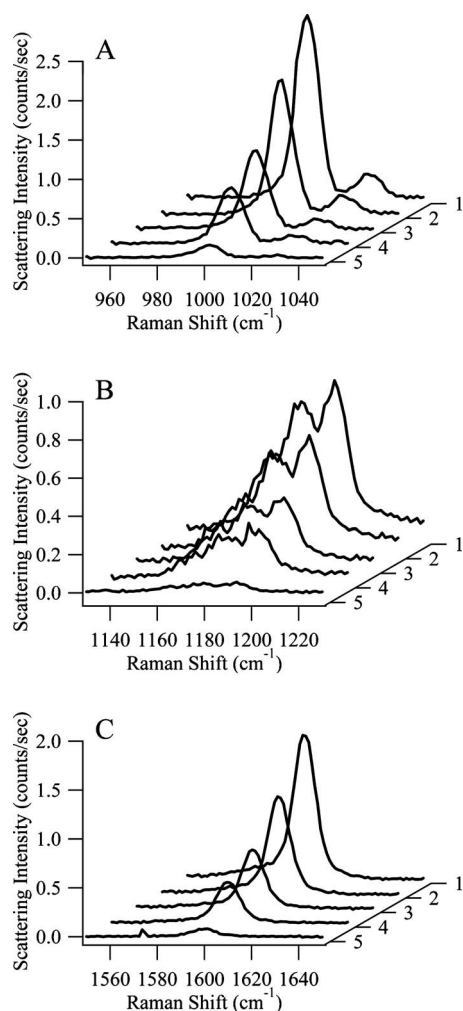 A
Scattering Intensity (counts/sec)
2.5
2.0
1.5
1.0
0.5
0.0
1
2
3
4
5
960 980 1000 1020 1040
Raman Shift (cm-1)
B
Scattering Intensity (counts/sec)
1.0
0.8
0.6
0.4
0.2
0.0
1
2
3
4
5
1140 1160 1180 1200 1220
Raman Shift (cm-1)
C
Scattering Intensity (counts/sec)
2.0
1.5
1.0
0.5
0.0
1
2
3
4
5
1560 1580 1600 1620 1640
Raman Shift (cm-1)